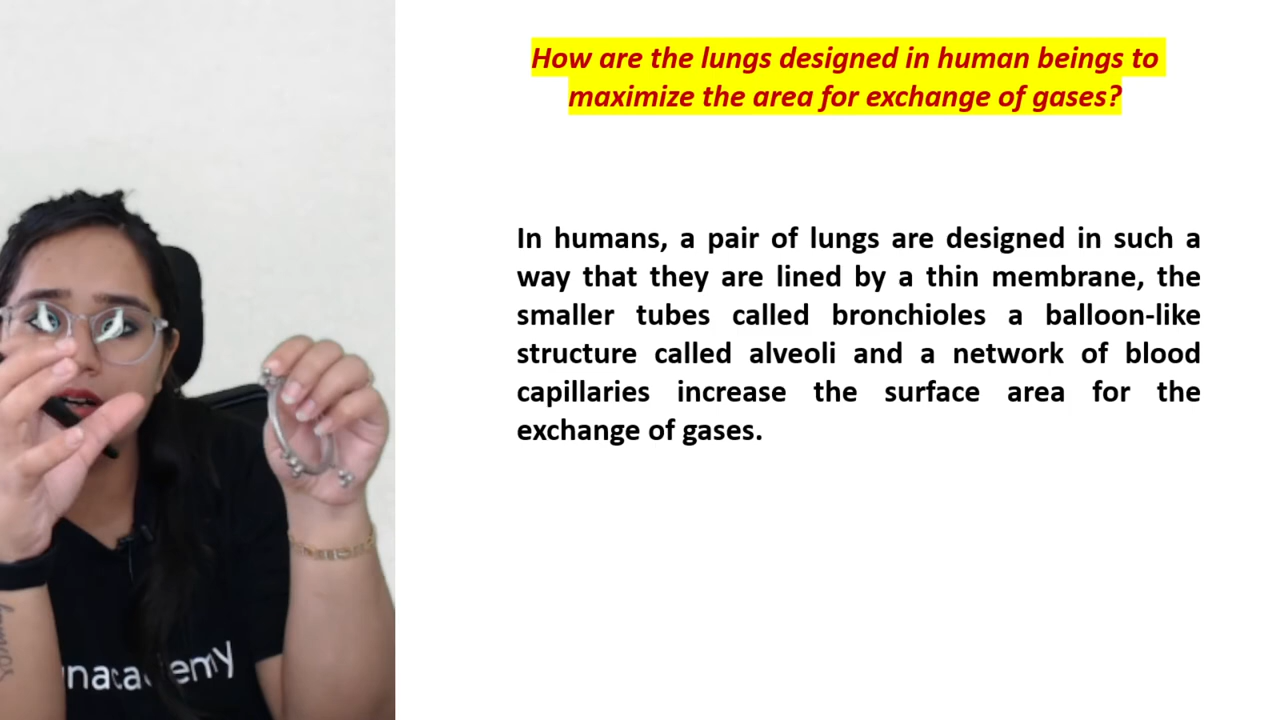 How are the lungs designed in human beings to
maximize the area for exchange of gases?
In humans, a pair of lungs are designed in such a
way that they are lined by a thin membrane, the
smaller tubes called bronchioles a balloon-like
structure called alveoli and a network of blood
capillaries increase the surface area for the
exchange of gases.